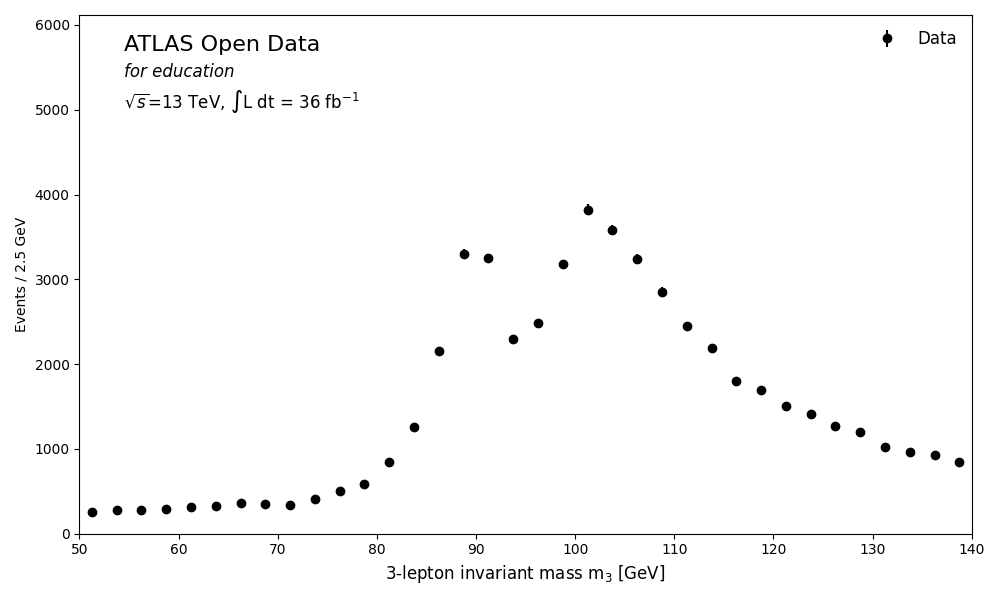 6000
5000
4000
3000
2000
1000
0
Events / 2.5 GeV
ATLAS Open Data
for education
√s=13 TeV, ∫L dt = 36 fb⁻¹
Data
50 60 70 80 90 100 110 120 130 140
3-lepton invariant mass m₃ [GeV]